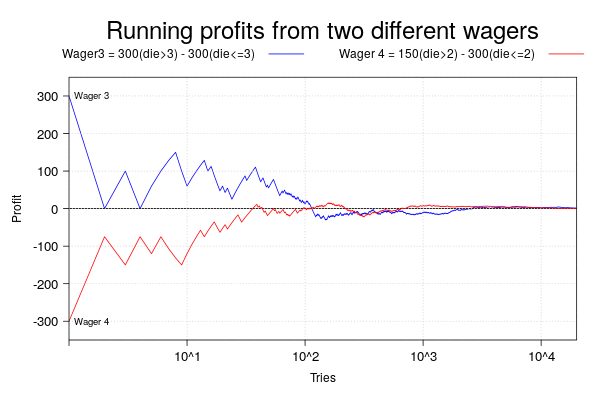 Running profits from two different wagers
Wager3 = 300(die>3) - 300(die<=3)
Wager 4 = 150(die>2) - 300(die<=2)
300
200
100
0
-100
-200
-300
Profit
Wager 3
Wager 4
10^1
10^2
10^3
10^4
Tries